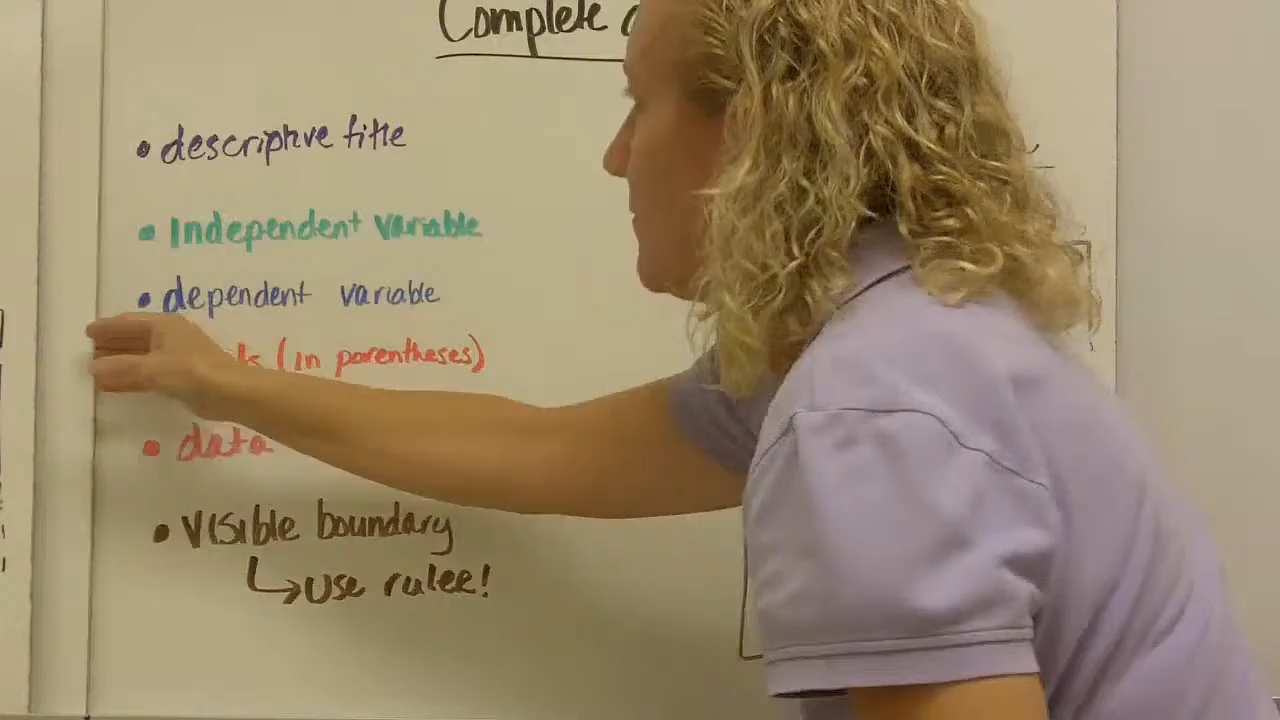 Complete
• descriptive title
• Independent variable
• dependent variable
(in parentheses)
• data
• visible boundary
↳ use ruler!